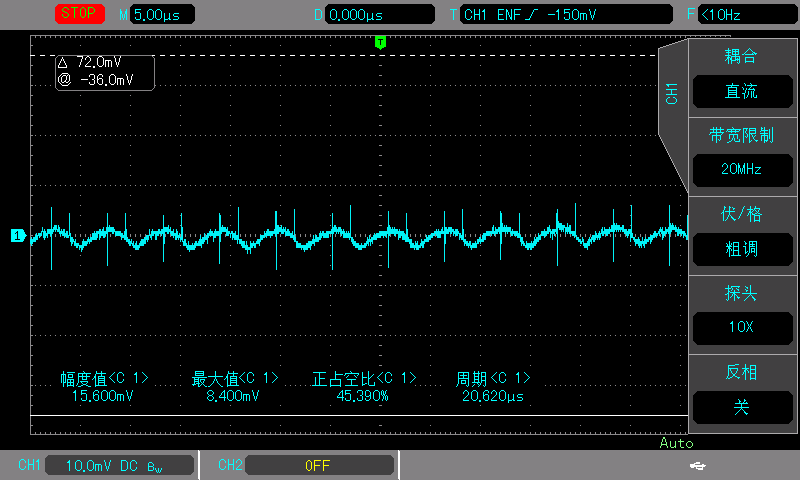 STOP M 5.00µs D 0.000µs T CH1 ENF -150mV F <10Hz
T
△ 72.0mV
@ -36.0mV
CH1
耦合
直流
带宽限制
20MHz
伏/格
粗调
探头
10X
反相
关
1
幅度值<C 1> 最大值<C 1> 正占空比<C 1> 周期<C 1>
15.600mV 8.400mV 45.390% 20.620µs
Auto
CH1 10.0mV DC Bw CH2 OFF